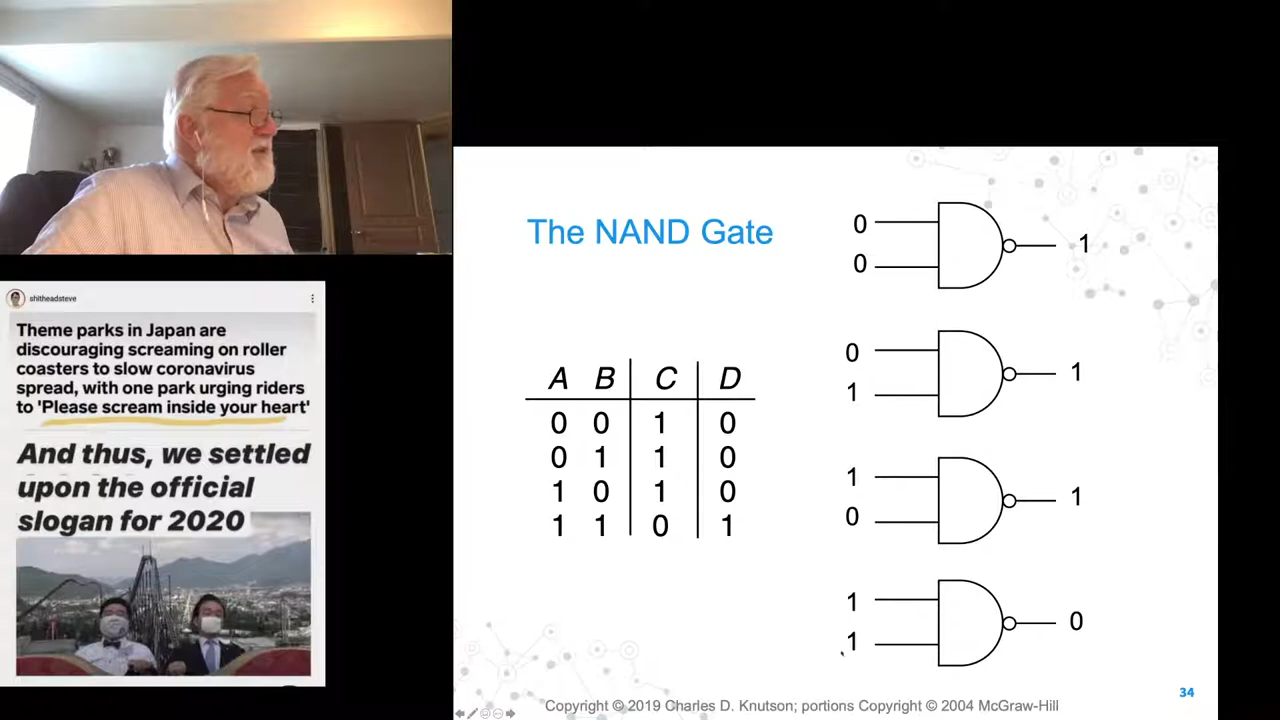 shitheadsteve
Theme parks in Japan are
discouraging screaming on roller
coasters to slow coronavirus
spread, with one park urging riders
to 'Please scream inside your heart'
And thus, we settled
upon the official
slogan for 2020
The NAND Gate
A B C D
0 0 1 0
0 1 1 0
1 0 1 0
1 1 0 1
0
0
1
0
1
1
1
0
1
1
1
0
34
Copyright © 2019 Charles D. Knutson; portions Copyright © 2004 McGraw-Hill